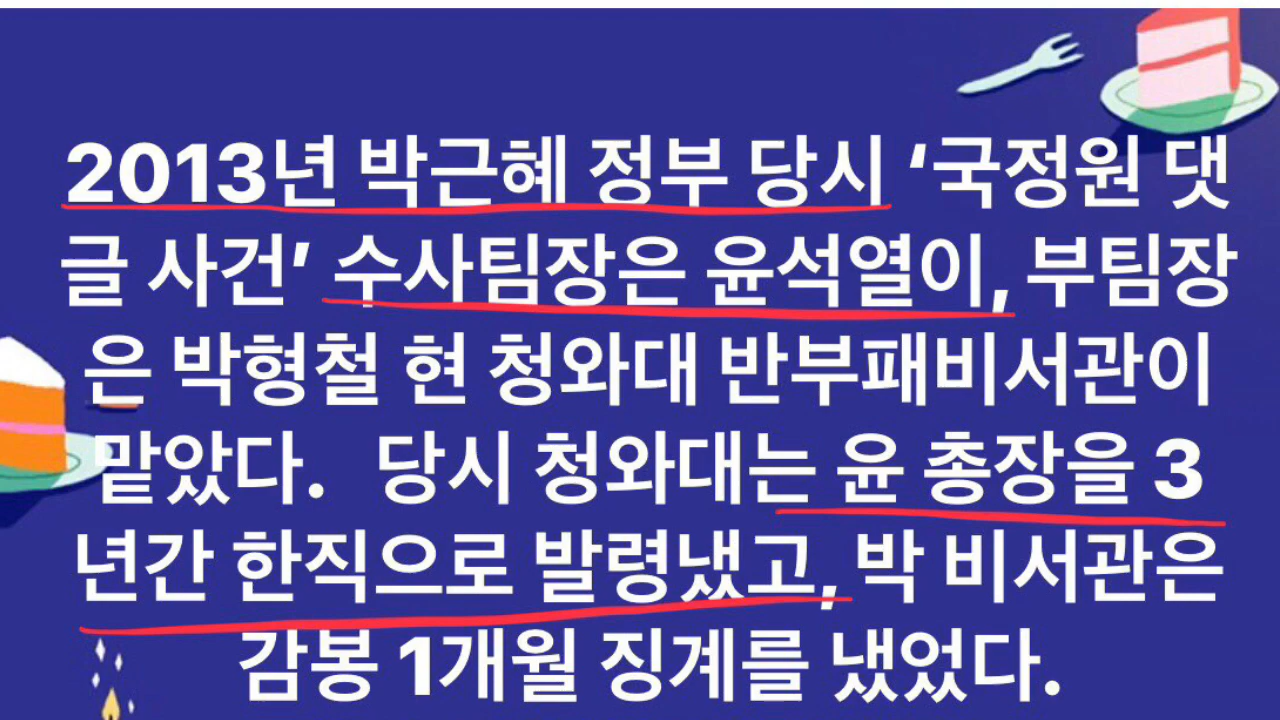 2013년 박근혜 정부 당시 ‘국정원 댓
글 사건’ 수사팀장은 윤석열이, 부팀장
은 박형철 현 청와대 반부패비서관이
맡았다. 당시 청와대는 윤 총장을 3
년간 한직으로 발령냈고, 박 비서관은
감봉 1개월 징계를 냈었다.